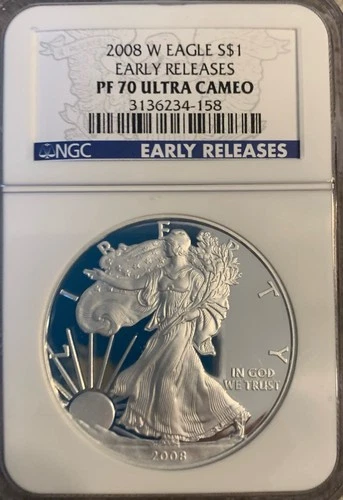 2008 W EAGLE S$1
EARLY RELEASES
PF 70 ULTRA CAMEO
3136234-158
NGC EARLY RELEASES
LIBERTY
IN GOD
WE TRUST
2008